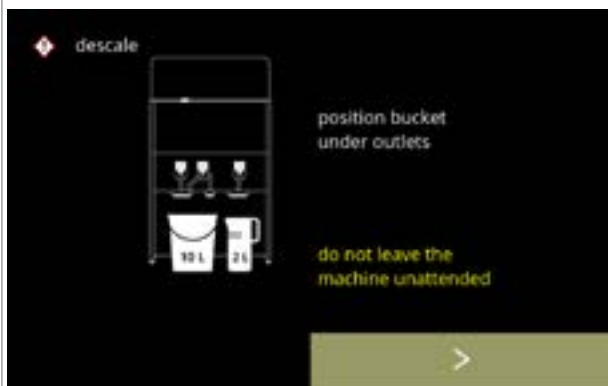 descale
position bucket
under outlets
10 L
2 L
do not leave the
machine unattended
>